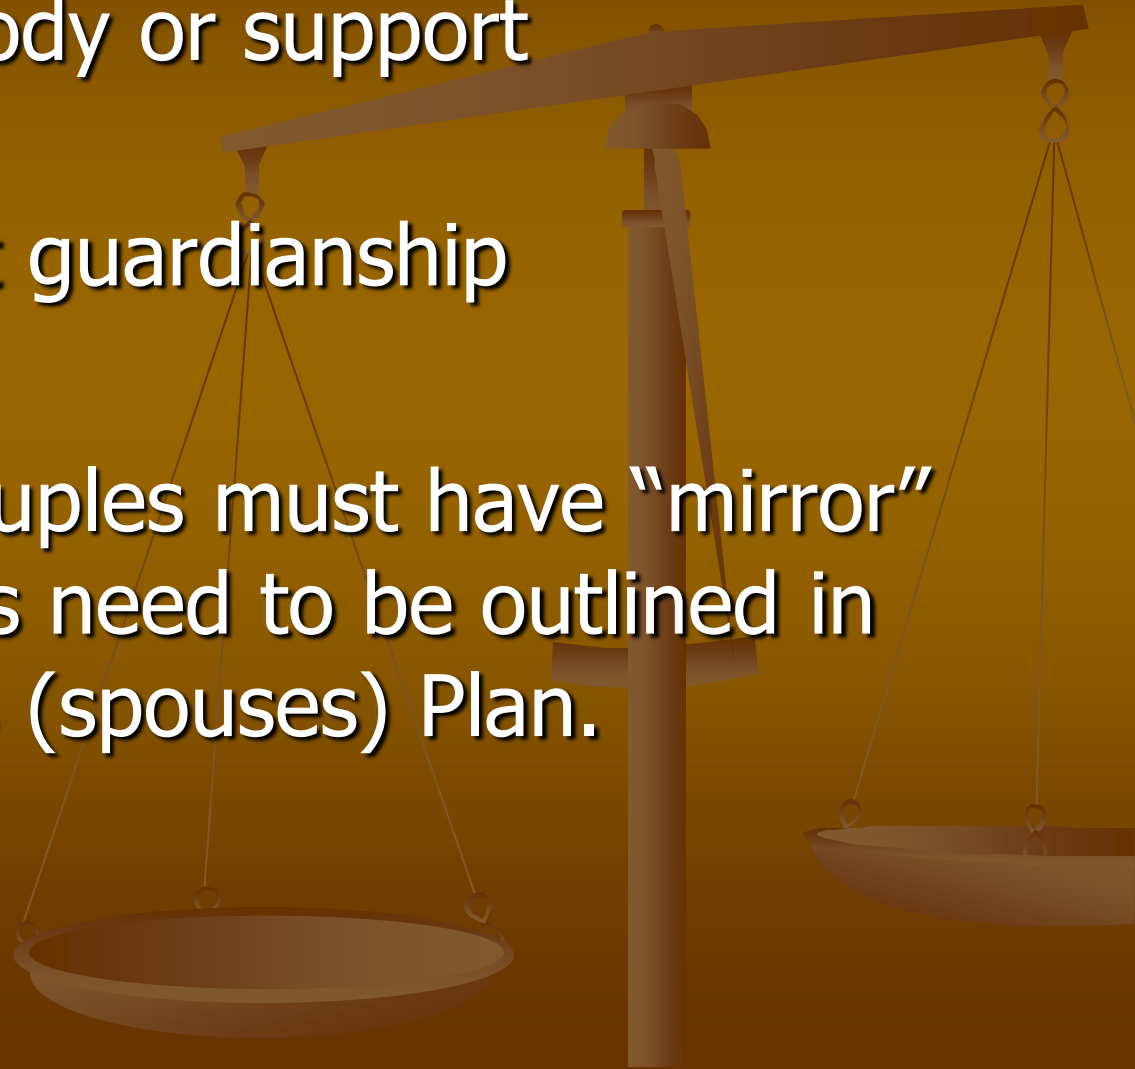 ody or support
guardianship
uples must have “mirror”
s need to be outlined in
(spouses) Plan.